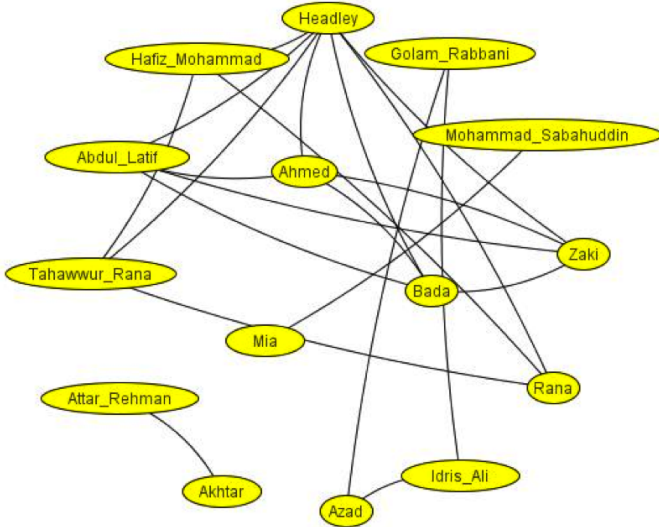 Headley
Hafiz_Mohammad
Golam_Rabbani
Mohammad_Sabahuddin
Abdul_Latif
Ahmed
Zaki
Tahawwur_Rana
Bada
Mia
Rana
Attar_Rehman
Idris_Ali
Akhtar
Azad